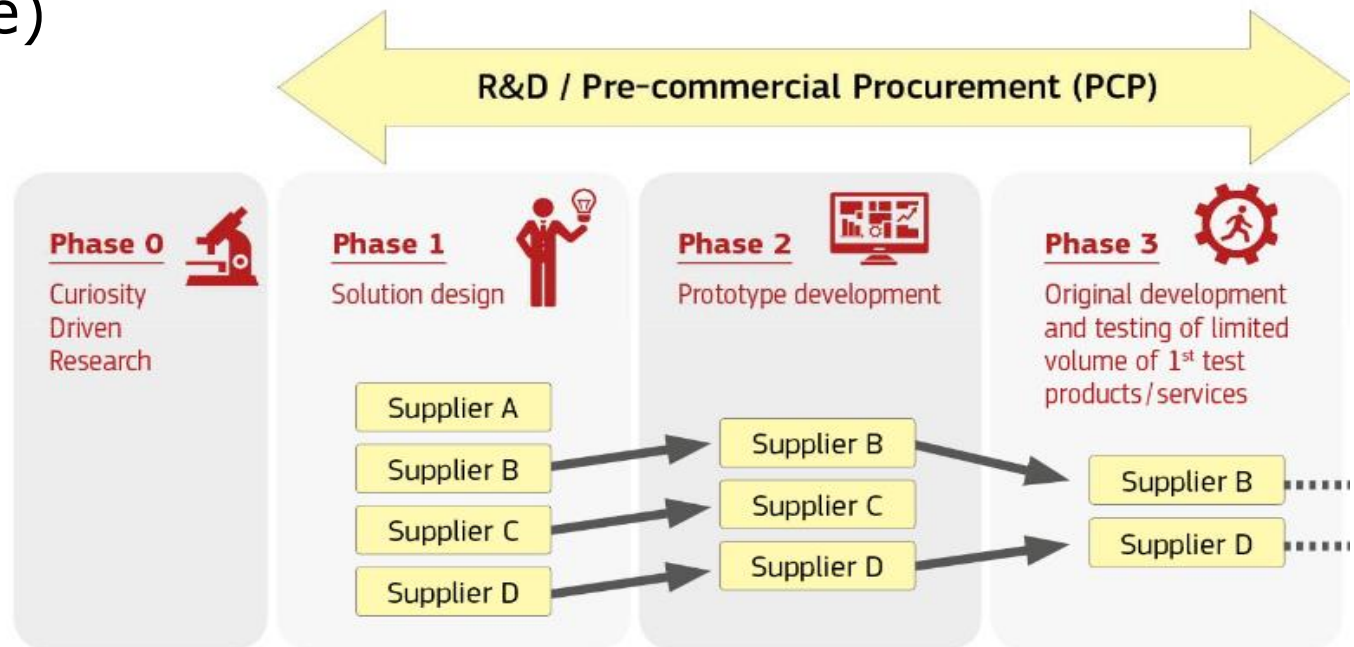 e)
R&D / Pre-commercial Procurement (PCP)
Phase 0
Curiosity
Driven
Research
Phase 1
Solution design
Supplier A
Supplier B
Supplier C
Supplier D
Phase 2
Prototype development
Supplier B
Supplier C
Supplier D
Phase 3
Original development
and testing of limited
volume of 1st test
products/services
Supplier B
Supplier D